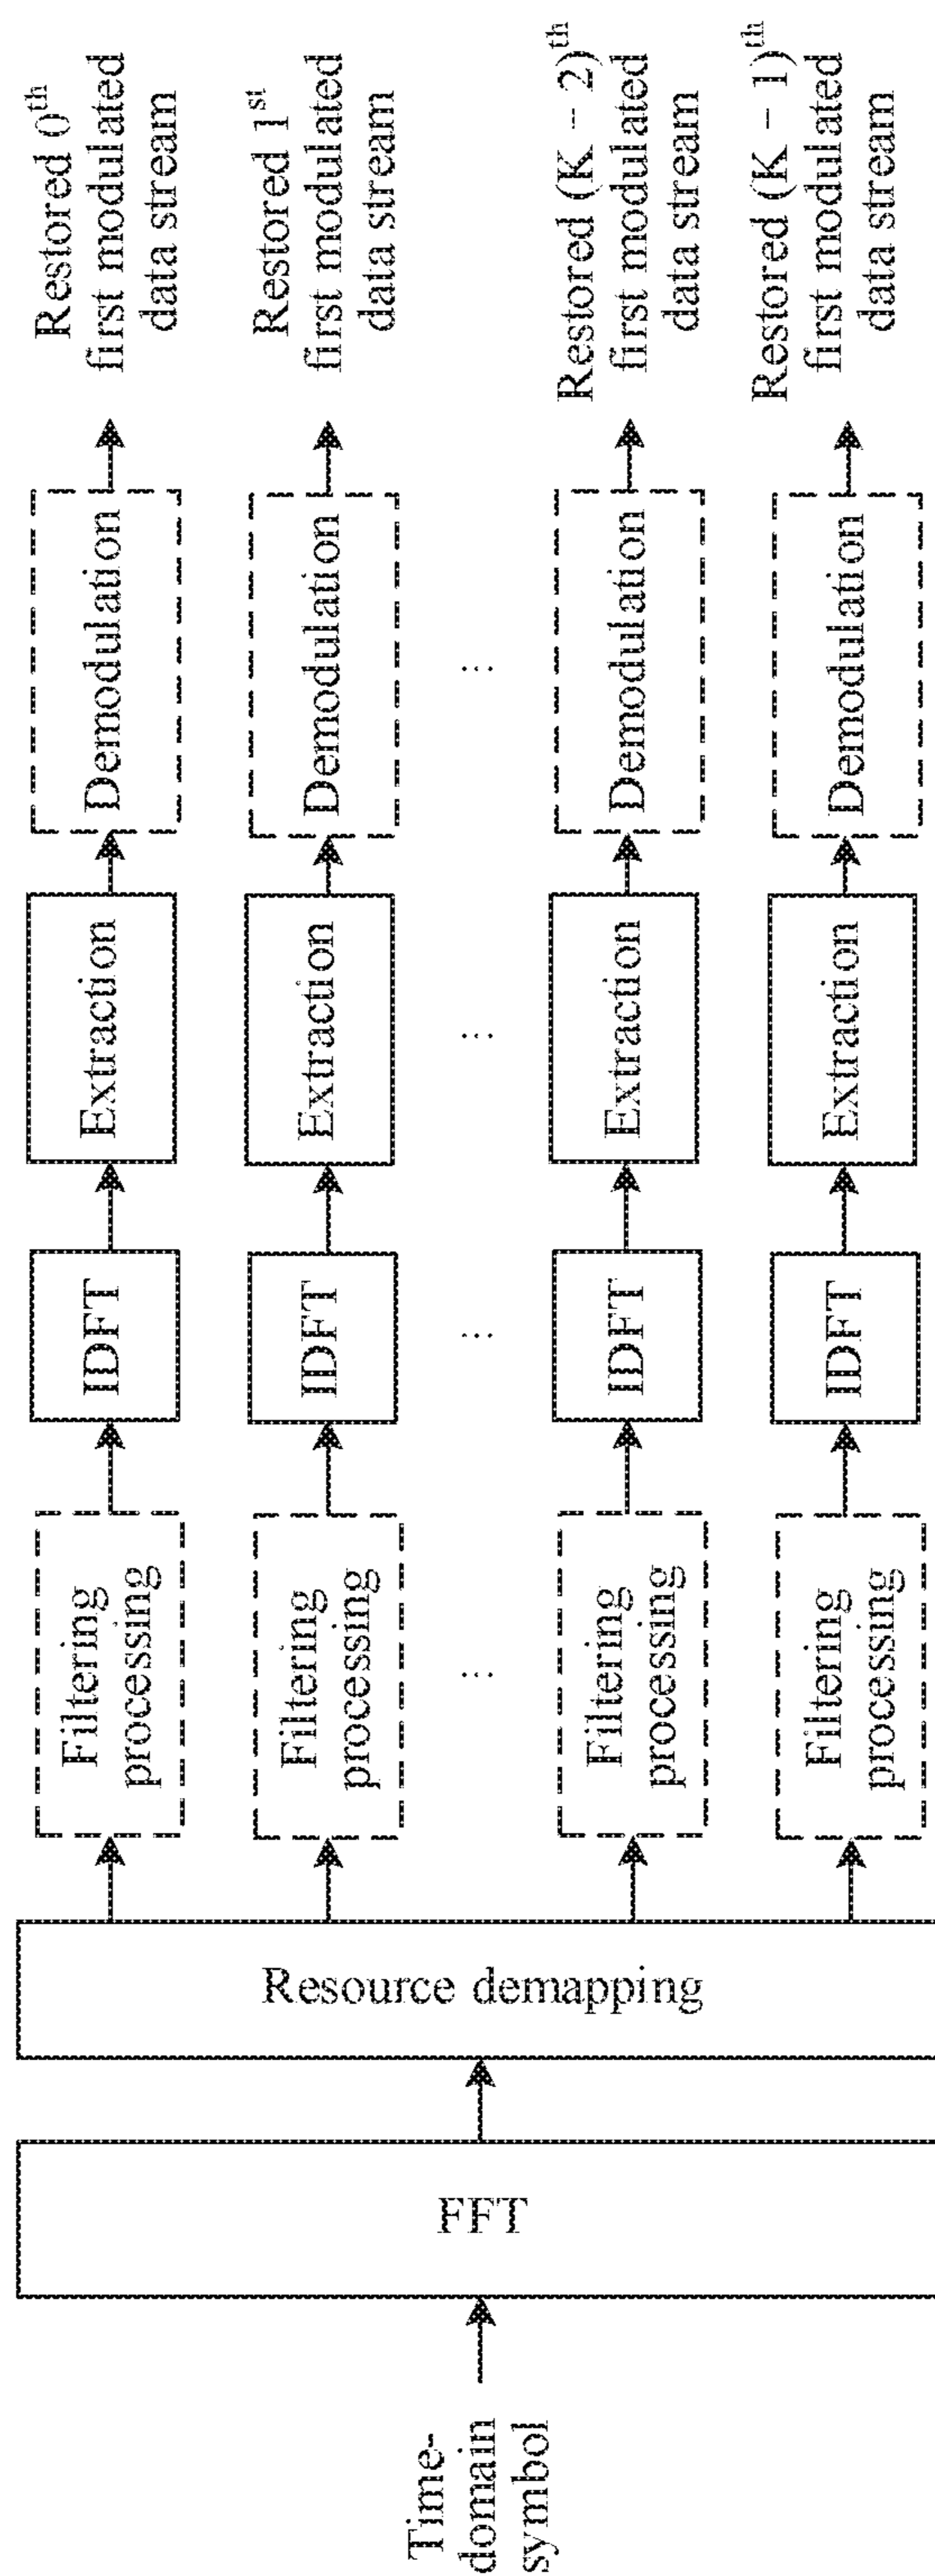 Time-
domain
symbol
FFT
Resource demapping
Filtering
processing
IDFT
Extraction
Demodulation
Restored 0th
first modulated
data stream
Filtering
processing
IDFT
Extraction
Demodulation
Restored 1st
first modulated
data stream
...
...
...
...
Filtering
processing
IDFT
Extraction
Demodulation
Restored (K – 2)th
first modulated
data stream
Filtering
processing
IDFT
Extraction
Demodulation
Restored (K – 1)th
first modulated
data stream